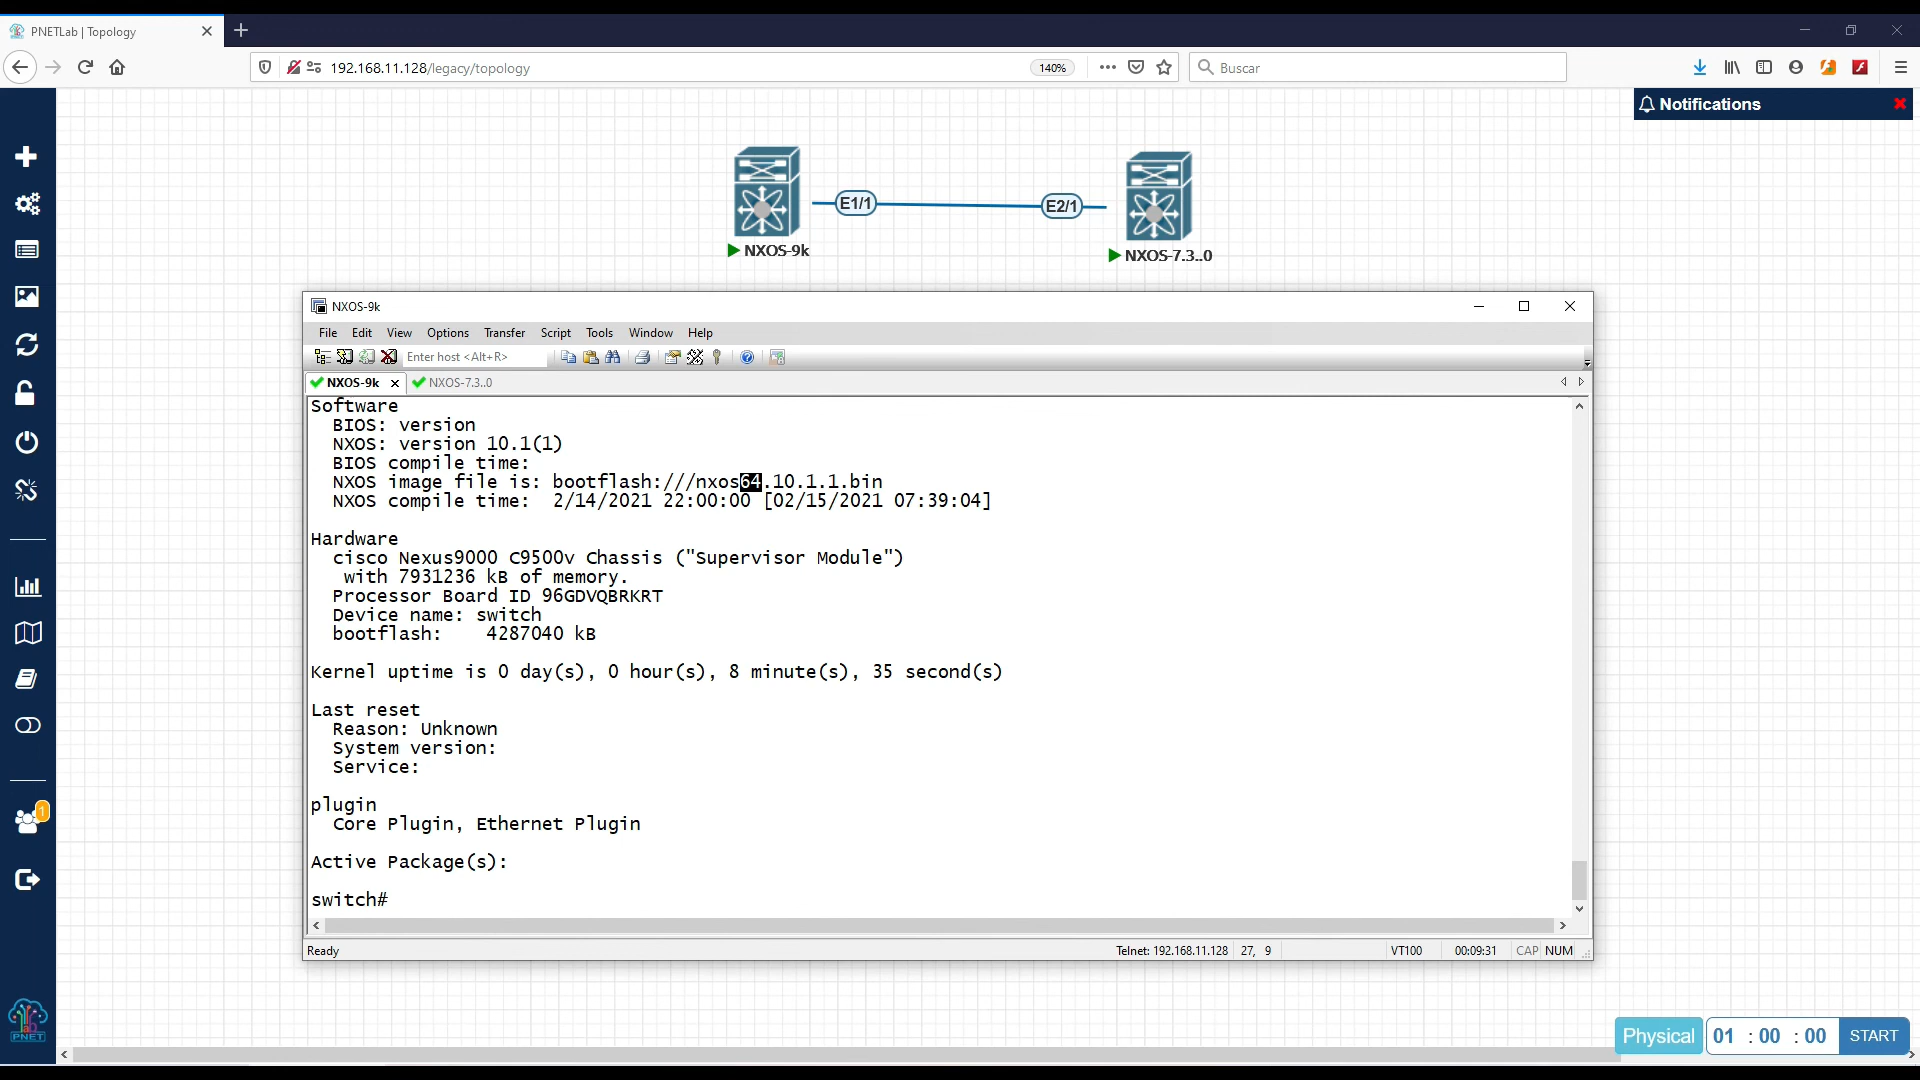 PNETLab | Topology
192.168.11.128/legacy/topology
140%
Buscar
Notifications
E1/1
E2/1
NXOS-9k
NXOS-7.3..0
NXOS-9k
File Edit View Options Transfer Script Tools Window Help
Enter host <Alt+R>
NXOS-9k
NXOS-7.3..0
Software
BIOS: version
NXOS: version 10.1(1)
BIOS compile time:
NXOS image file is: bootflash:///nxos64.10.1.1.bin
NXOS compile time:  2/14/2021 22:00:00 [02/15/2021 07:39:04]
Hardware
cisco Nexus9000 C9500v Chassis ("Supervisor Module")
with 7931236 kB of memory.
Processor Board ID 96GDVQBRKRT
Device name: switch
bootflash:    4287040 kB
Kernel uptime is 0 day(s), 0 hour(s), 8 minute(s), 35 second(s)
Last reset
Reason: Unknown
System version:
Service:
plugin
Core Plugin, Ethernet Plugin
Active Package(s):
switch#
Ready
Telnet: 192.168.11.128
27, 9
VT100
00:09:31
CAP NUM
1
PNET
Physical
01 : 00 : 00
START